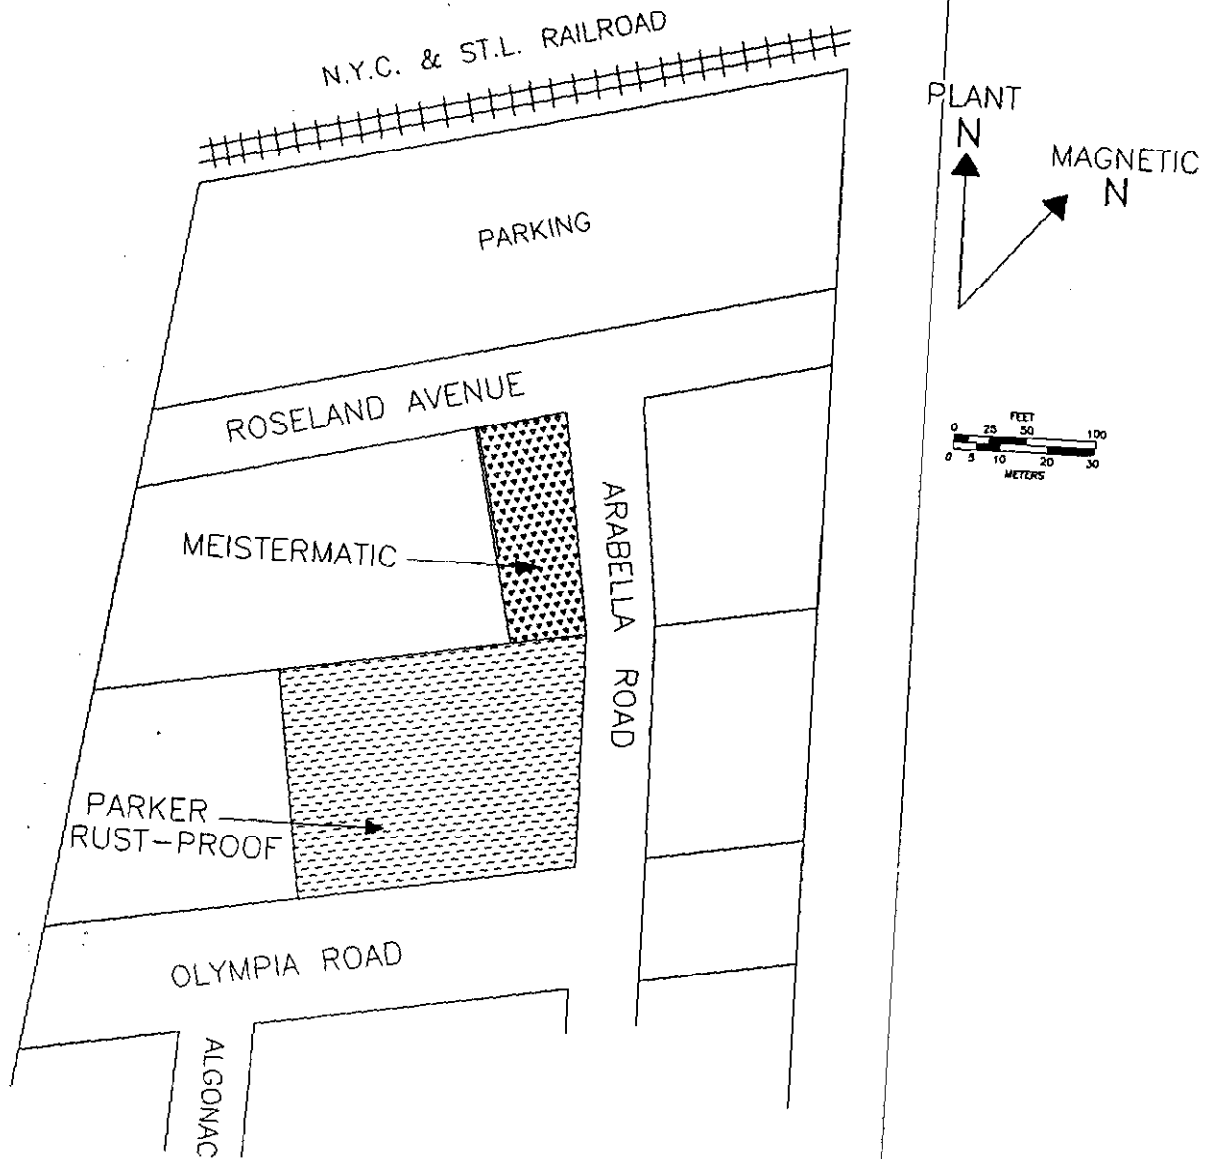 N.Y.C. & ST.L. RAILROAD
PLANT
N
MAGNETIC
N
PARKING
ROSELAND AVENUE
FEET
0 25 50 100
0 5 10 20 30
METERS
MEISTERMATIC
ARABELLA ROAD
PARKER
RUST-PROOF
OLYMPIA ROAD
ALGONAC